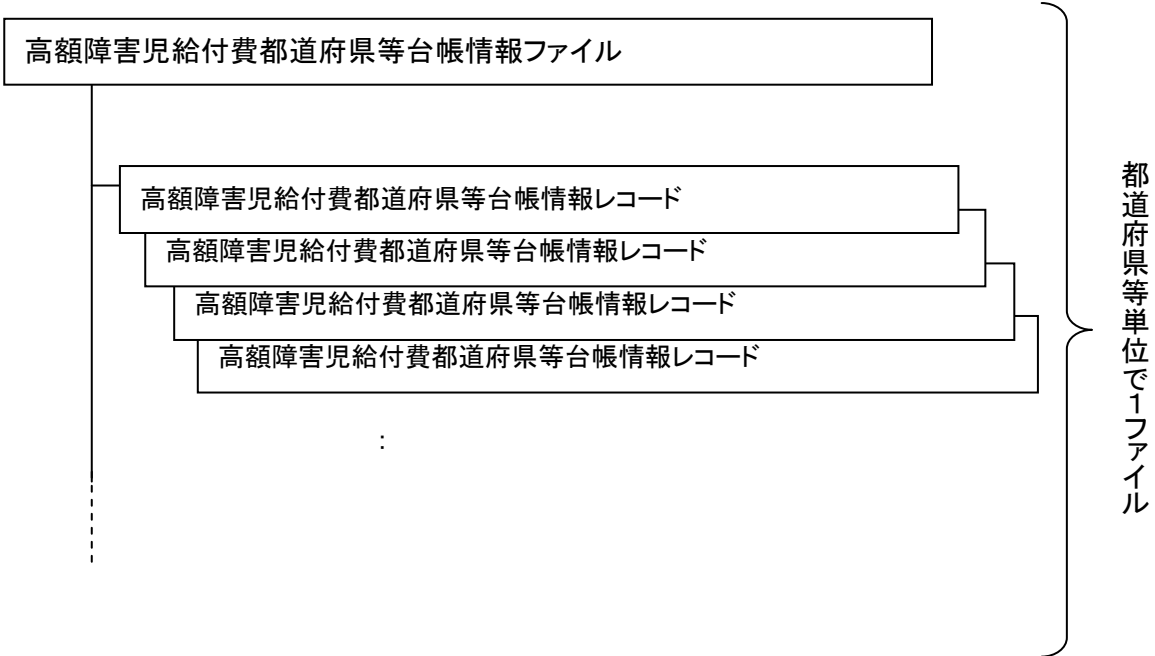 高額障害児給付費都道府県等台帳情報ファイル
高額障害児給付費都道府県等台帳情報レコード
高額障害児給付費都道府県等台帳情報レコード
高額障害児給付費都道府県等台帳情報レコード
高額障害児給付費都道府県等台帳情報レコード
:
都道府県等単位で1ファイル